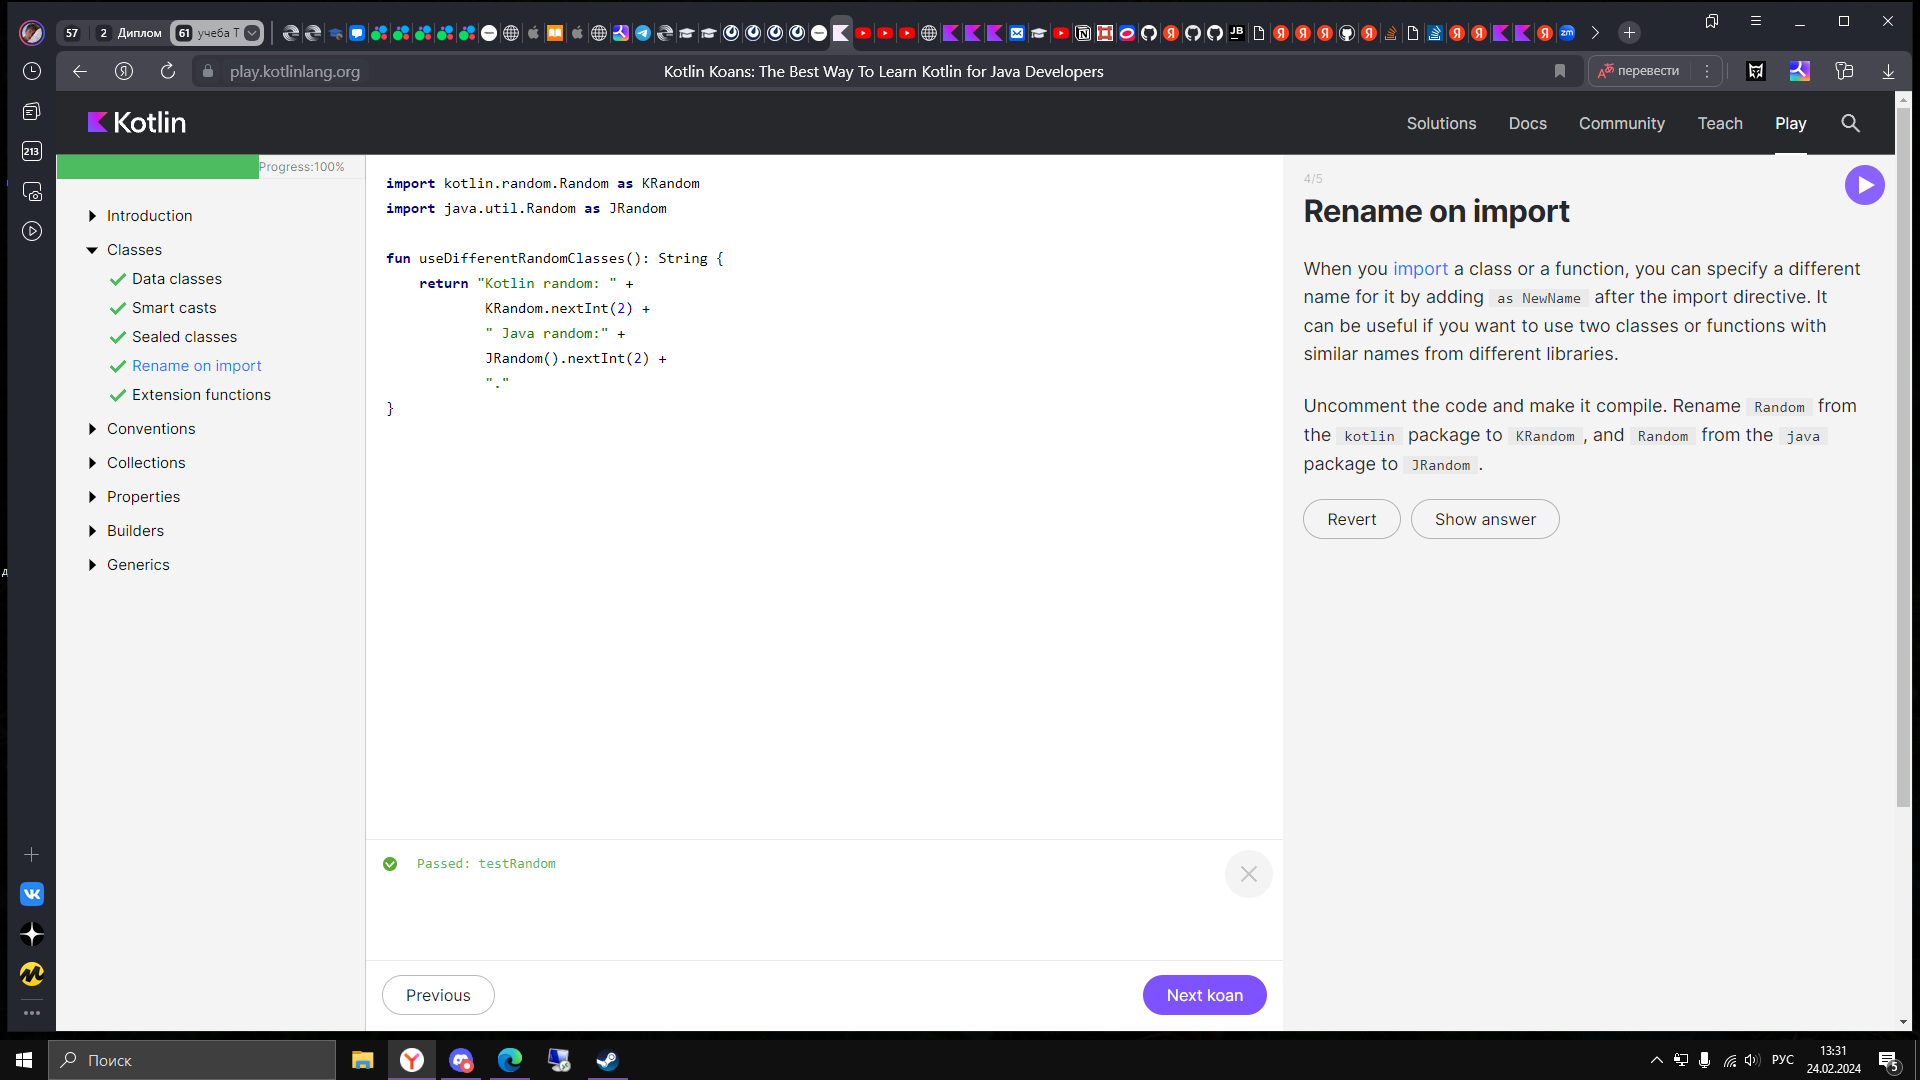 57
2 Диплом
61 учеба Т
JB
zm
play.kotlinlang.org
Kotlin Koans: The Best Way To Learn Kotlin for Java Developers
перевести
213
Kotlin
Solutions
Docs
Community
Teach
Play
Progress:100%
Introduction
Classes
Data classes
Smart casts
Sealed classes
Rename on import
Extension functions
Conventions
Collections
Properties
Builders
Generics
import kotlin.random.Random as KRandom
import java.util.Random as JRandom
fun useDifferentRandomClasses(): String {
return "Kotlin random: " +
KRandom.nextInt(2) +
" Java random:" +
JRandom().nextInt(2) +
"."
}
Passed: testRandom
Previous
Next koan
4/5
Rename on import
When you import a class or a function, you can specify a different
name for it by adding as NewName after the import directive. It
can be useful if you want to use two classes or functions with
similar names from different libraries.
Uncomment the code and make it compile. Rename Random from
the kotlin package to KRandom , and Random from the java
package to JRandom .
Revert
Show answer
Поиск
РУС
13:31
24.02.2024
5